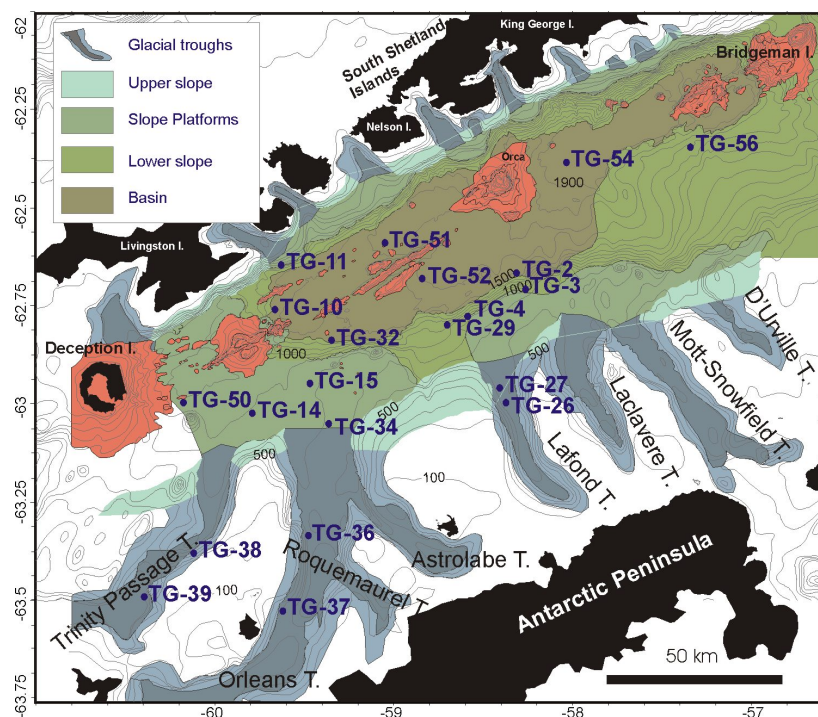 Glacial troughs
Upper slope
Slope Platforms
Lower slope
Basin
King George I.
South Shetland
Islands
Bridgeman I.
Nelson I.
Orca
TG-54
TG-56
1900
Livingston I.
TG-51
TG-11
TG-52
TG-2
1500
TG-3
1000
TG-10
TG-4
TG-29
TG-32
1000
D'Urville T.
Deception I.
500
Mott-Snowfield T.
TG-15
TG-27
TG-50
TG-26
TG-14
500
TG-34
Laclavere T.
Lafond T.
500
100
TG-36
TG-38
Astrolabe T.
Antarctic Peninsula
Trinity Passage T.
Roquemaurel T.
TG-39
100
TG-37
Orleans T.
50 km
-62
-62.25
-62.5
-62.75
-63
-63.25
-63.5
-63.75
-60
-59
-58
-57